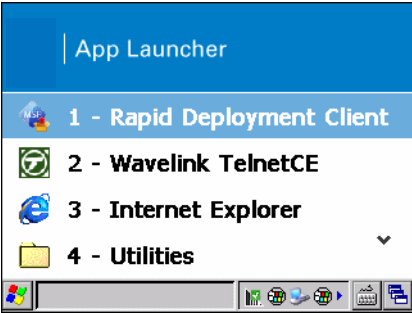 App Launcher
1 - Rapid Deployment Client
2 - Wavelink TelnetCE
3 - Internet Explorer
4 - Utilities